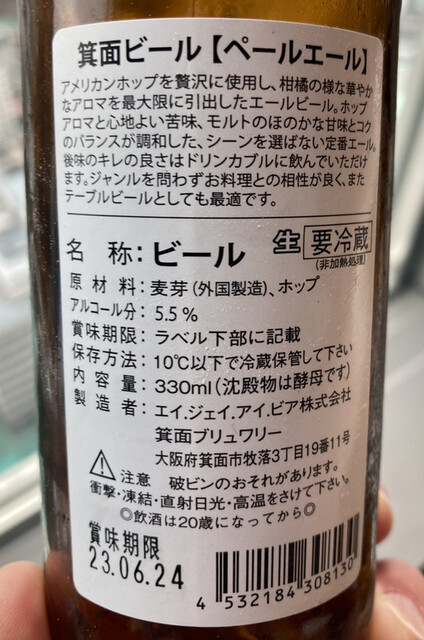 箕面ビール【ペールエール】
アメリカンホップを贅沢に使用し、柑橘の様な華やか
なアロマを最大限に引出したエールビール。ホップ
アロマと心地よい苦味、モルトのほのかな甘味とコク
のバランスが調和した、シーンを選ばない定番エール。
後味のキレの良さはドリンカブルに飲んでいただけ
ます。ジャンルを問わずお料理との相性が良く、また
テーブルビールとしても最適です。
名 称：ビール 生 要冷蔵
(非加熱処理)
原 材 料：麦芽（外国製造）、ホップ
アルコール分：5.5％
賞味期限：ラベル下部に記載
保存方法：10℃以下で冷蔵保管して下さい
内 容 量：330ml（沈殿物は酵母です）
製 造 者：エイ.ジェイ.アイ.ビア株式会社
箕面ブリュワリー
大阪府箕面市牧落3丁目19番11号
注意 破ビンのおそれがあります。
衝撃・凍結・直射日光・高温をさけて下さい。
◎飲酒は20歳になってから◎
賞味期限
23.06.24
4 532184 308130